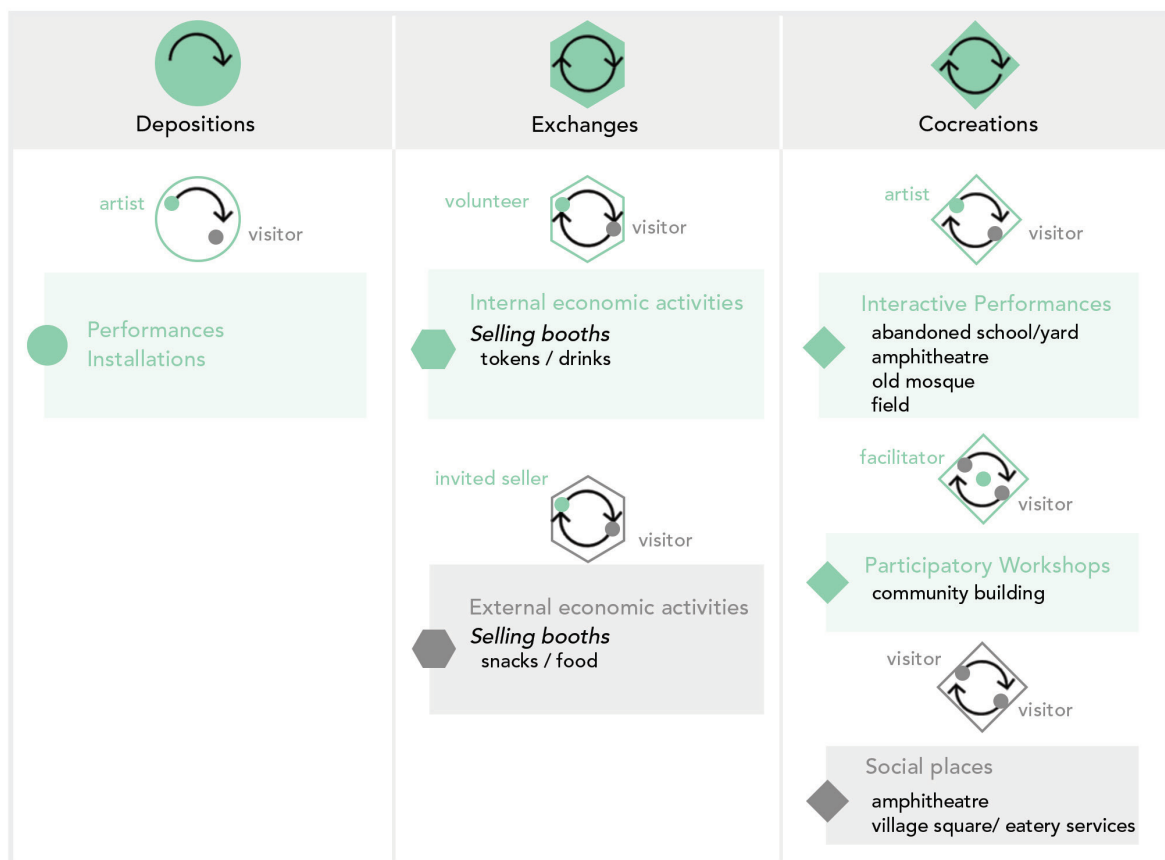 Depositions
Exchanges
Cocreations
artist
visitor
Performances
Installations
volunteer
visitor
Internal economic activities
Selling booths
tokens / drinks
invited seller
visitor
External economic activities
Selling booths
snacks / food
artist
visitor
Interactive Performances
abandoned school/yard
amphitheatre
old mosque
field
facilitator
visitor
Participatory Workshops
community building
visitor
visitor
Social places
amphitheatre
village square/ eatery services